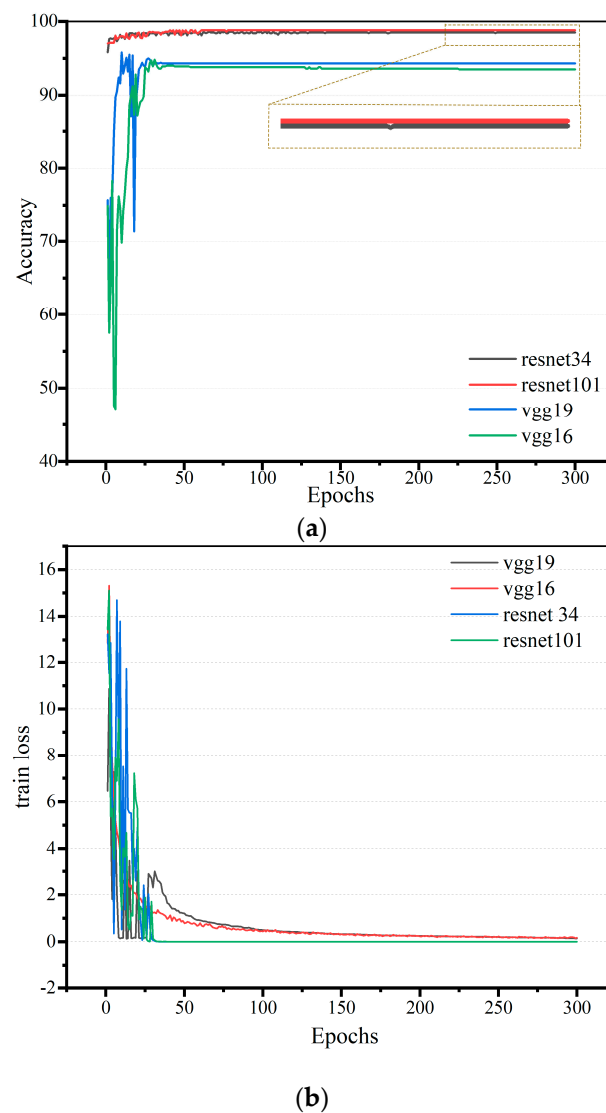 100
90
80
70
60
50
40
Accuracy
resnet34
resnet101
vgg19
vgg16
0 50 100 150 200 250 300
Epochs
(a)
16
14
12
10
8
6
4
2
0
-2
train loss
vgg19
vgg16
resnet 34
resnet101
0 50 100 150 200 250 300
Epochs
(b)